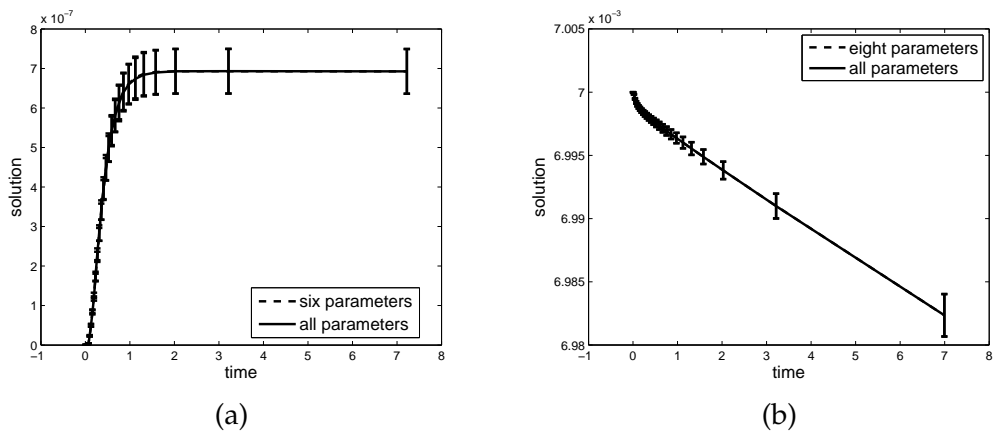 x 10⁻⁷
8
7
6
5
4
3
2
1
0
solution
−1 0 1 2 3 4 5 6 7 8
time
six parameters
all parameters
(a)
x 10⁻³
7.005
7
6.995
6.99
6.985
6.98
solution
−1 0 1 2 3 4 5 6 7 8
time
eight parameters
all parameters
(b)